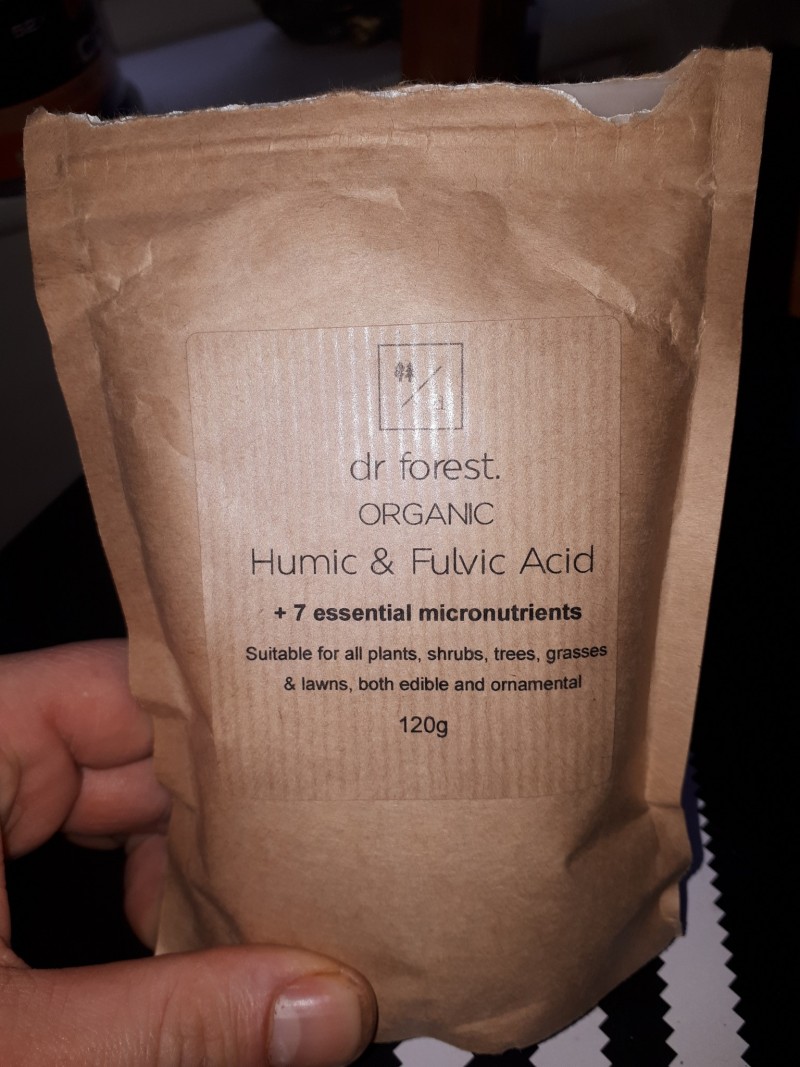 dr forest.
ORGANIC
Humic & Fulvic Acid
+ 7 essential micronutrients
Suitable for all plants, shrubs, trees, grasses
& lawns, both edible and ornamental
120g